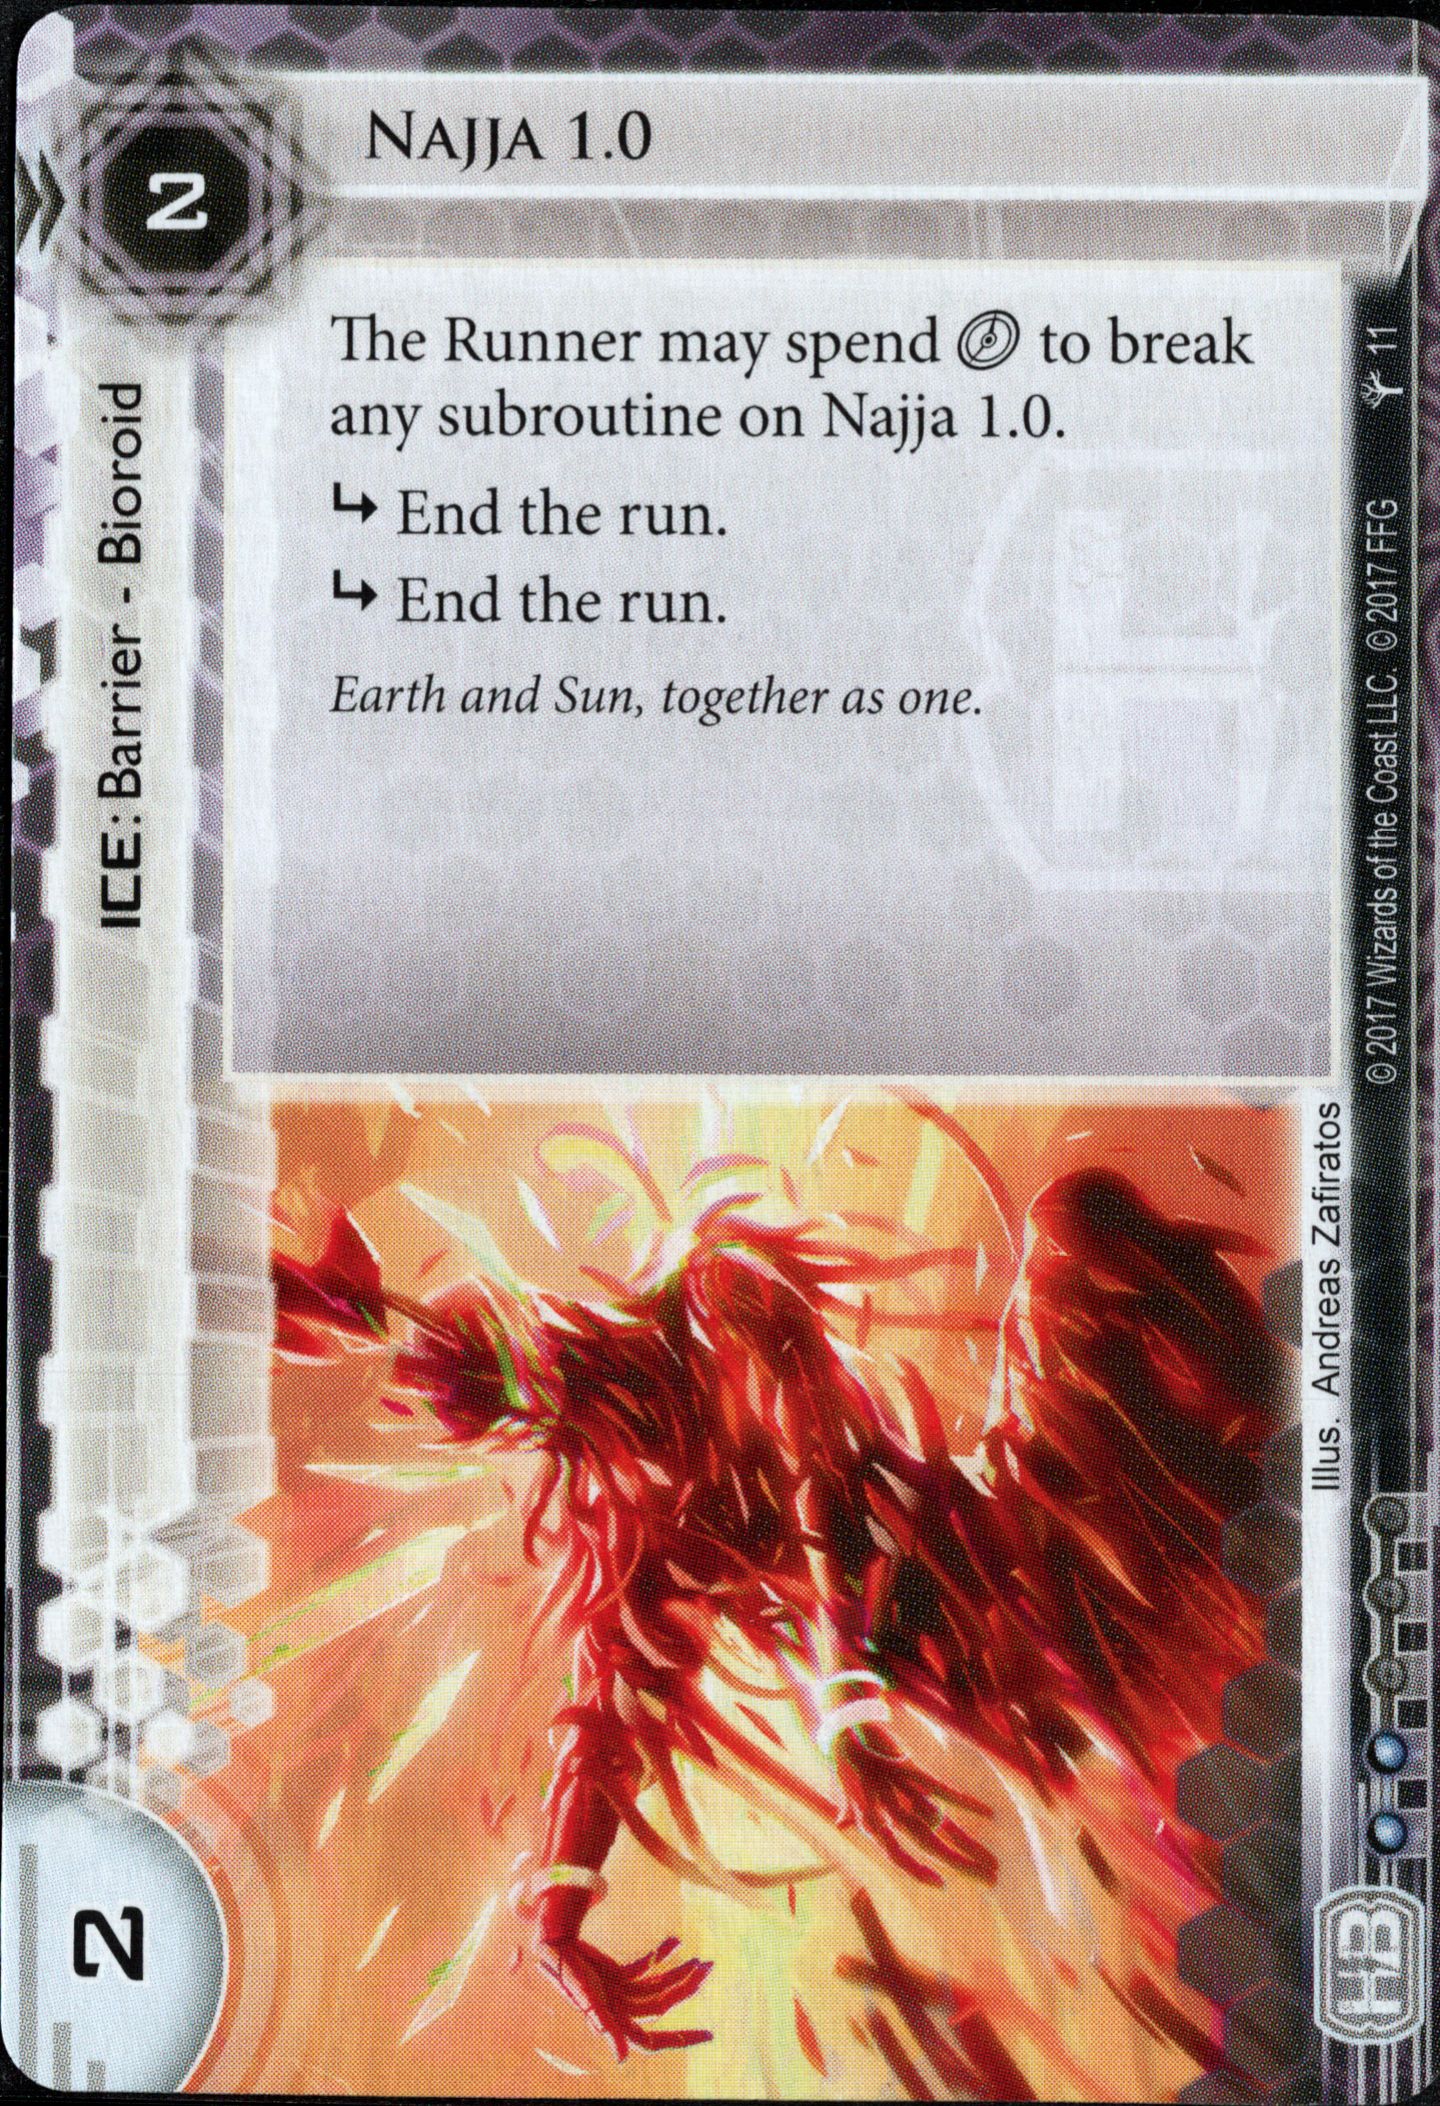 2
NAJJA 1.0
The Runner may spend to break
any subroutine on Najja 1.0.
End the run.
End the run.
Earth and Sun, together as one.
ICE: Barrier - Bioroid
2
Illus. Andreas Zafiratos
© 2017 Wizards of the Coast LLC. © 2017 FFG
11
HB